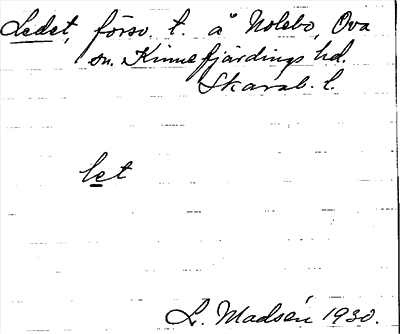 Ledet, försv. t. å Nolebo, Ova
sn. Kinnefjärdings hd.
Skarab. l.
let
L. Madsén 1930.